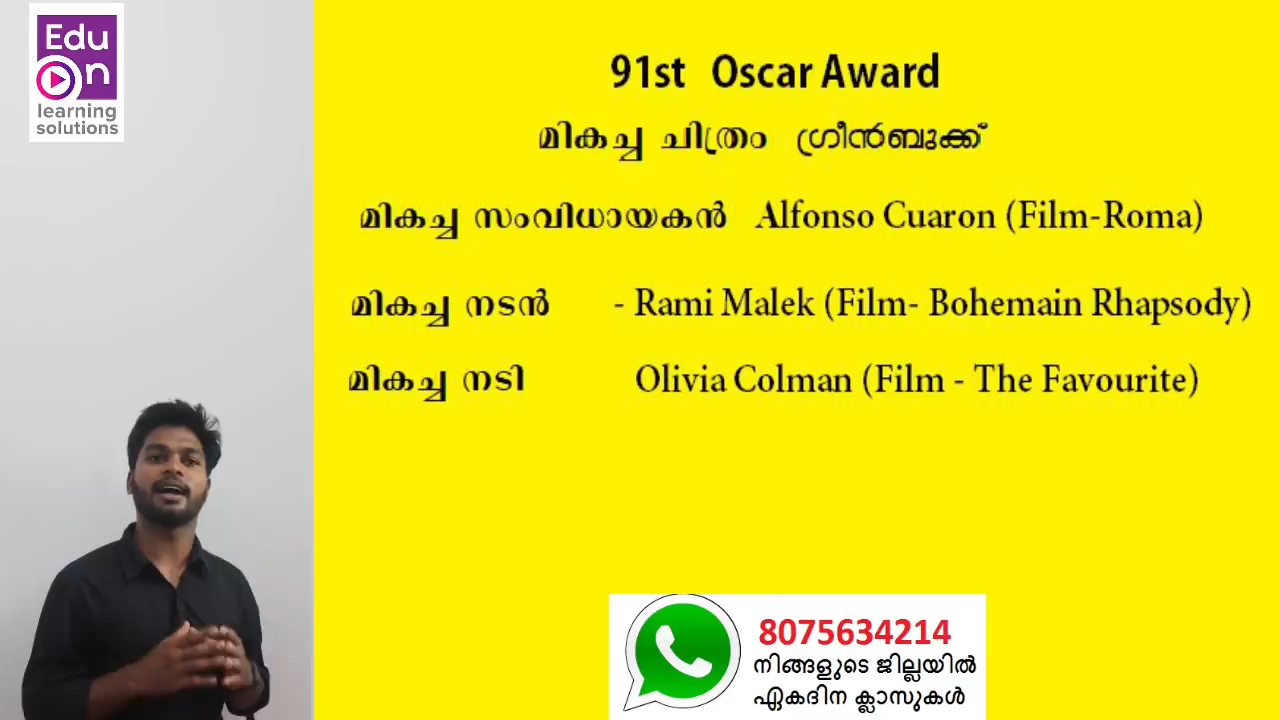 Edu
On
learning
solutions
91st Oscar Award
മികച്ച ചിത്രം ഗ്രീൻബുക്ക്
മികച്ച സംവിധായകൻ Alfonso Cuaron (Film-Roma)
മികച്ച നടൻ - Rami Malek (Film- Bohemain Rhapsody)
മികച്ച നടി Olivia Colman (Film - The Favourite)
8075634214
നിങ്ങളുടെ ജില്ലയിൽ
ഏകദിന ക്ലാസുകൾ